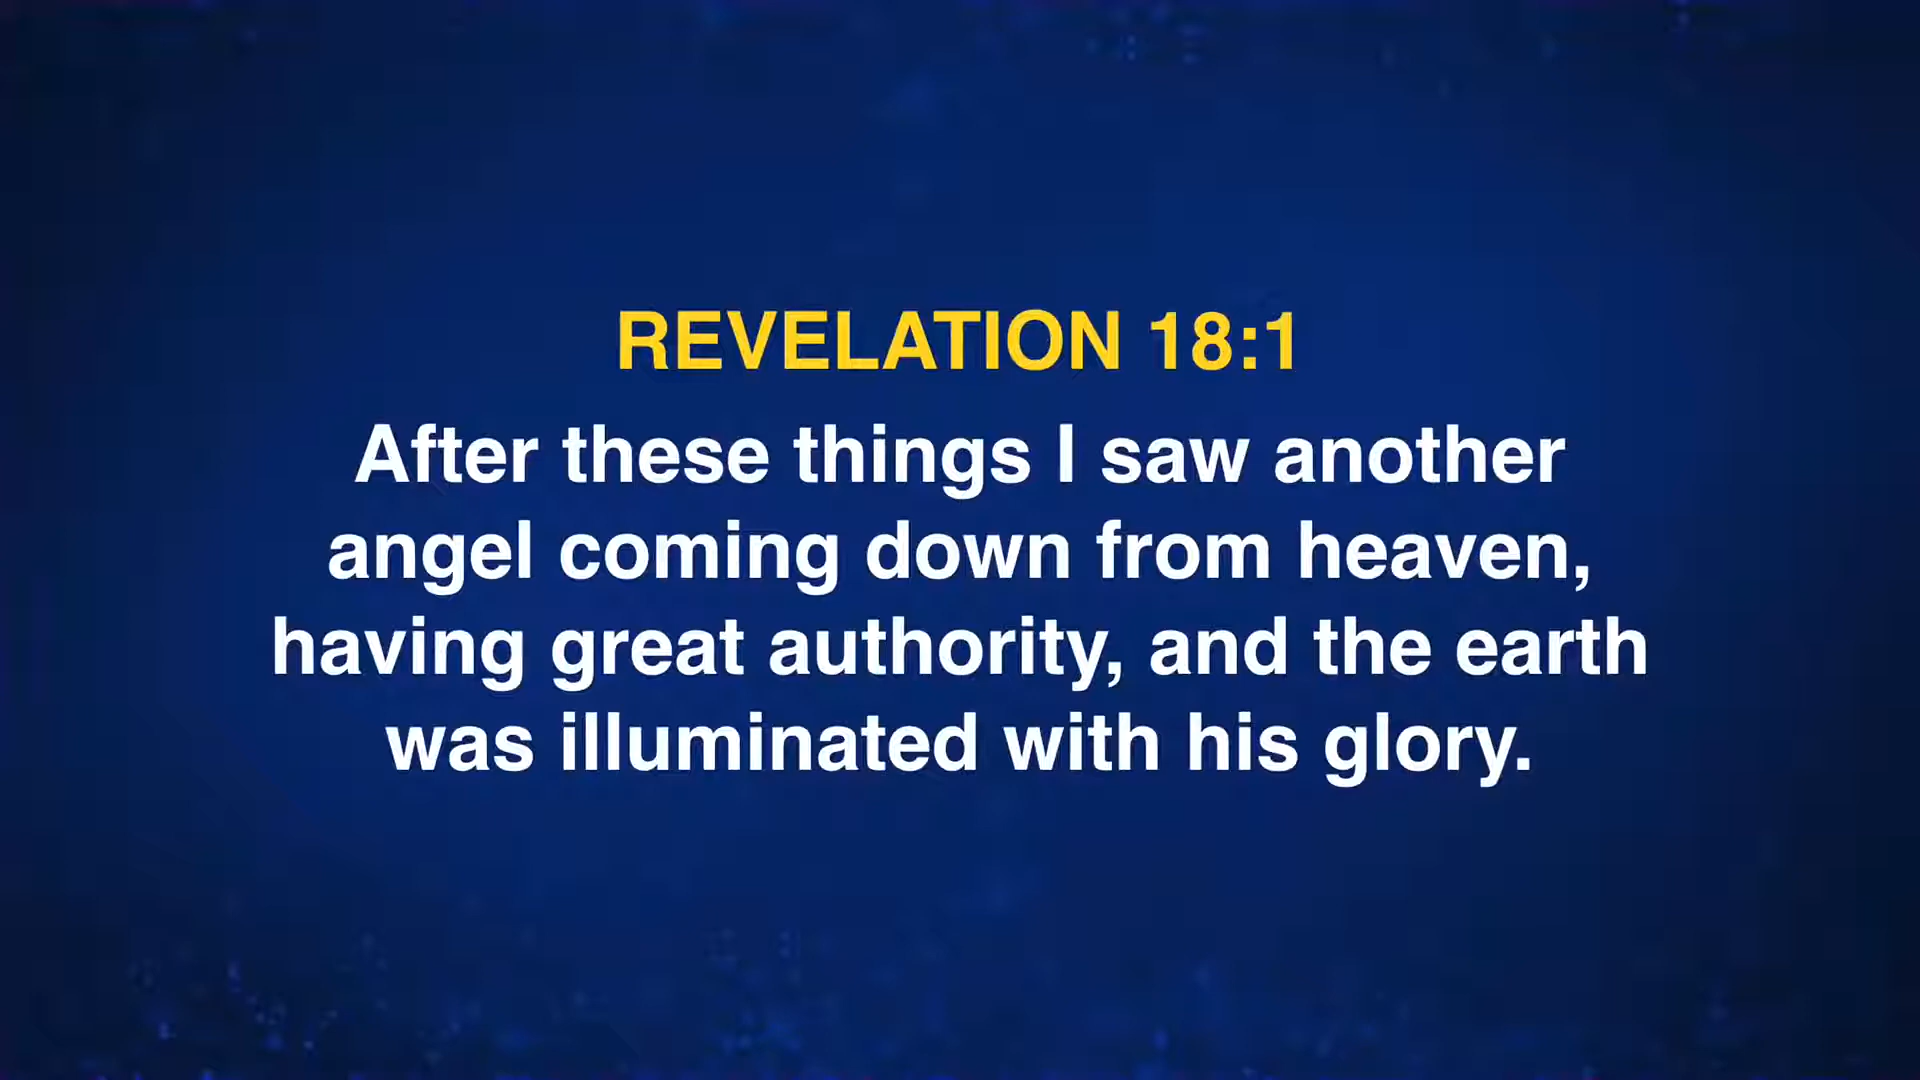 REVELATION 18:1
After these things I saw another
angel coming down from heaven,
having great authority, and the earth
was illuminated with his glory.